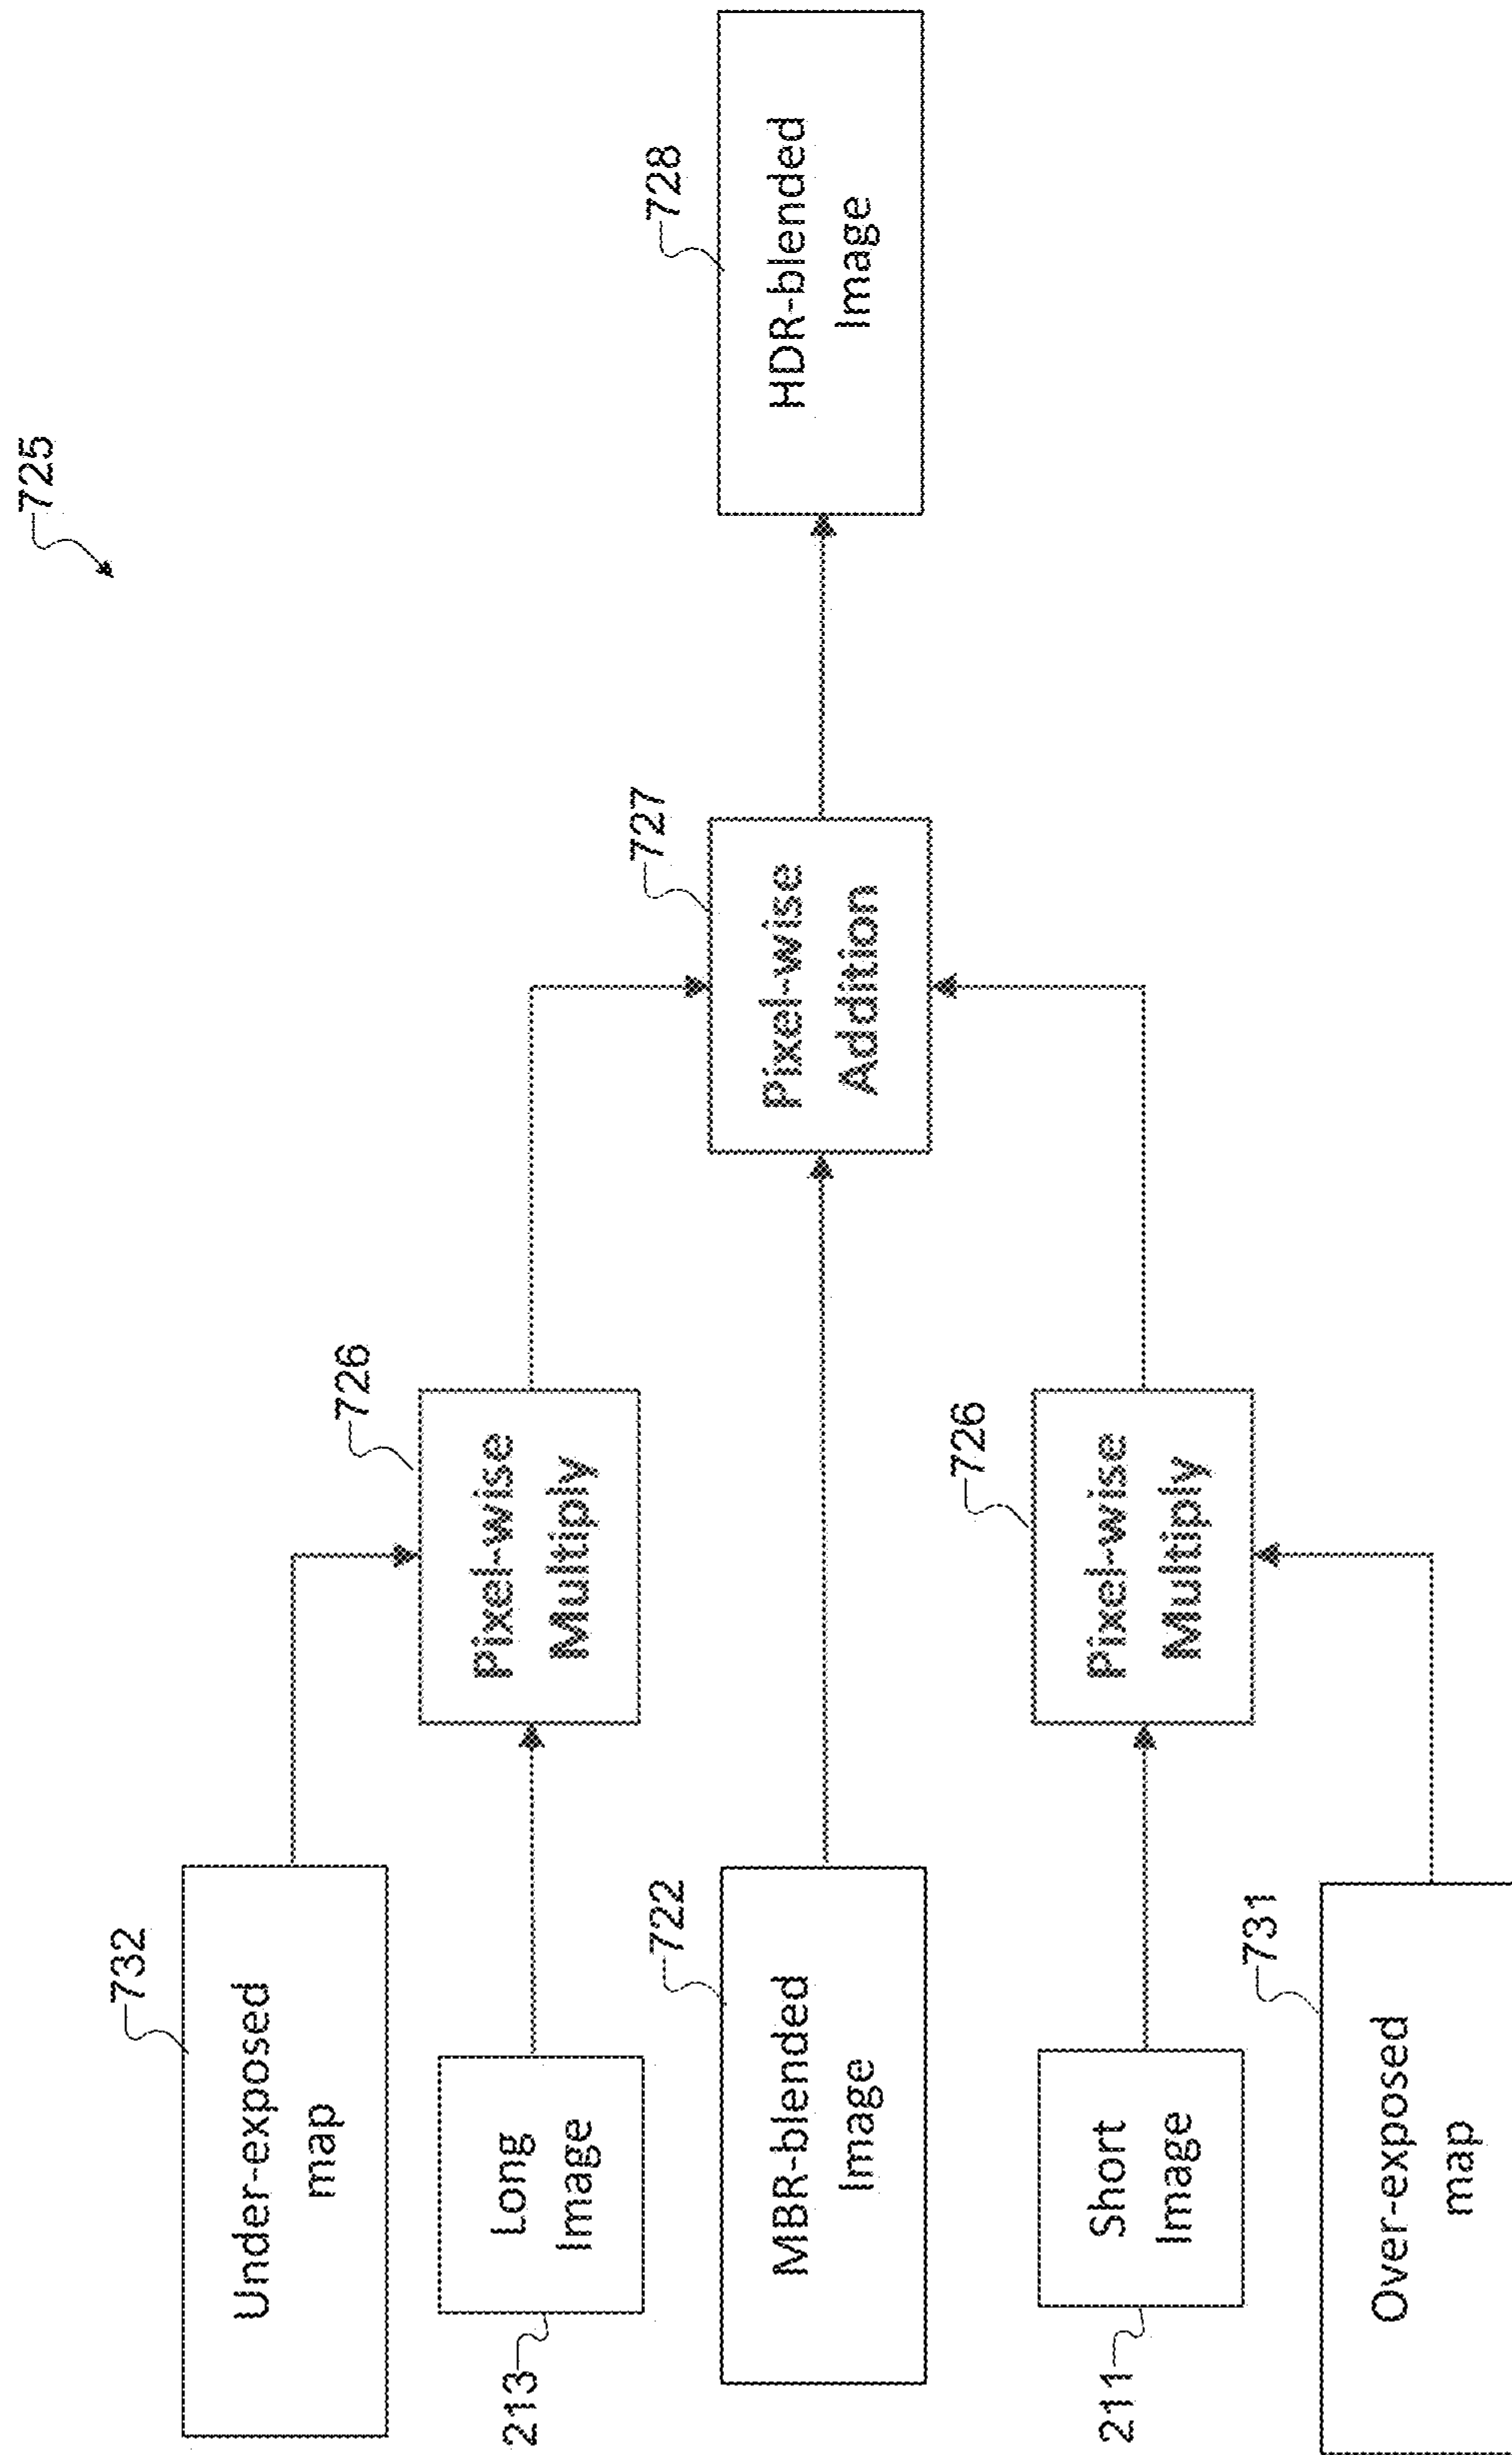 725
732
Under-exposed
map
213
Long
Image
726
Pixel-wise
Multiply
722
MBR-blended
Image
727
Pixel-wise
Addition
728
HDR-blended
Image
211
Short
Image
726
Pixel-wise
Multiply
731
Over-exposed
map